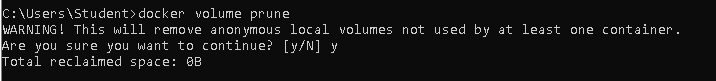 C:\Users\Student>docker volume prune
WARNING! This will remove anonymous local volumes not used by at least one container.
Are you sure you want to continue? [y/N] y
Total reclaimed space: 0B